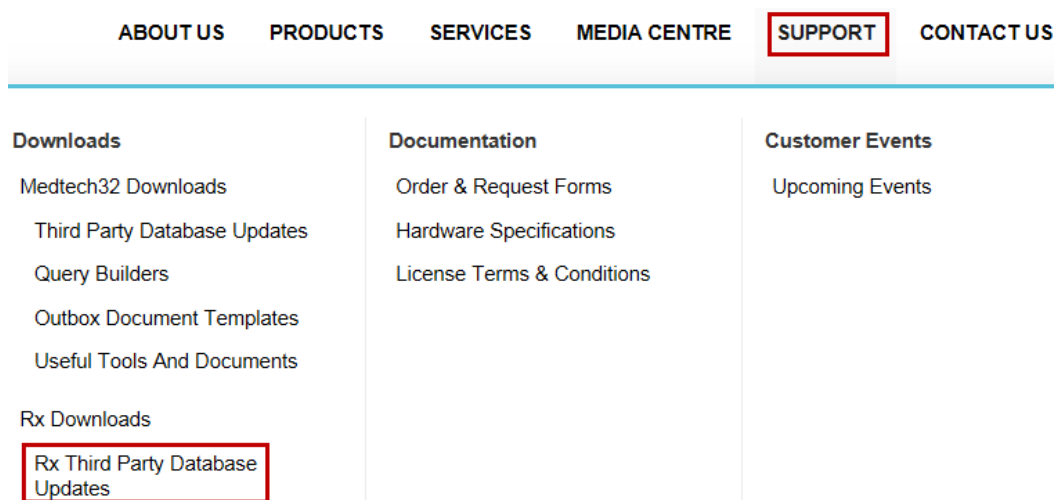 ABOUT US PRODUCTS SERVICES MEDIA CENTRE SUPPORT CONTACT US
Downloads
Medtech32 Downloads
Third Party Database Updates
Query Builders
Outbox Document Templates
Useful Tools And Documents
Rx Downloads
Rx Third Party Database
Updates
Documentation
Order & Request Forms
Hardware Specifications
License Terms & Conditions
Customer Events
Upcoming Events